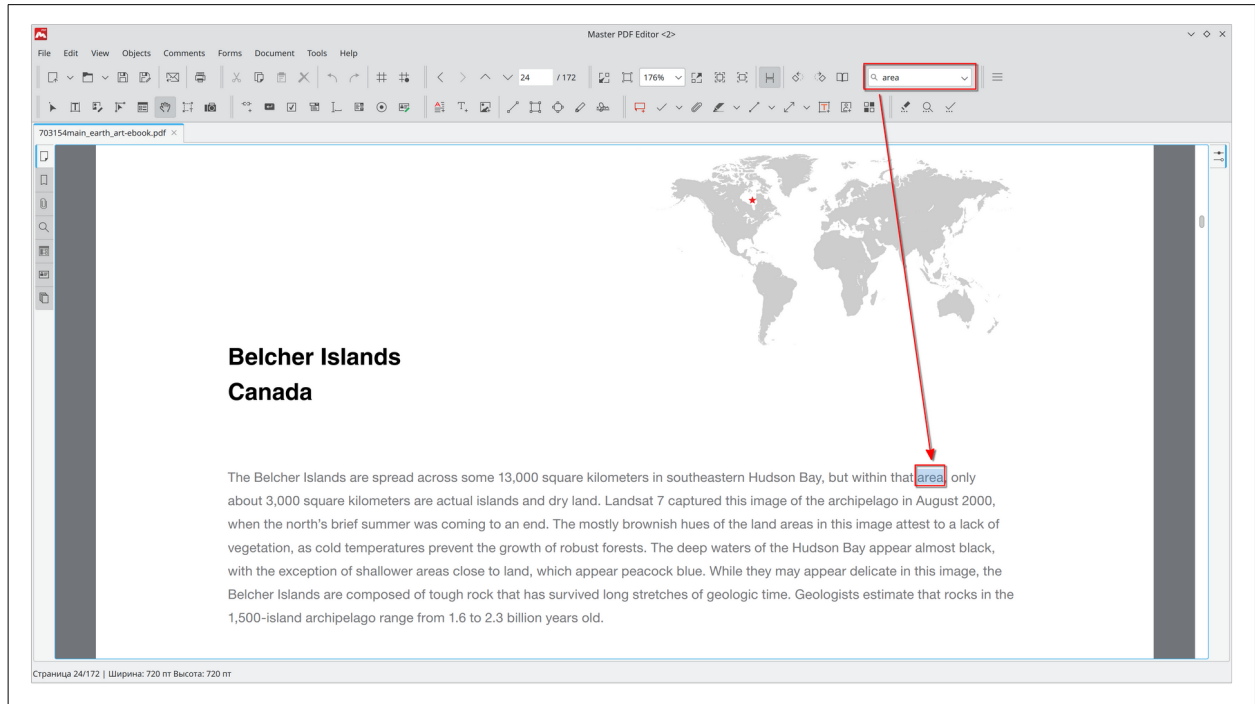 Master PDF Editor <2>
File Edit View Objects Comments Forms Document Tools Help
24 / 172 176% area
703154main_earth_art-ebook.pdf
Belcher Islands
Canada
The Belcher Islands are spread across some 13,000 square kilometers in southeastern Hudson Bay, but within that area, only
about 3,000 square kilometers are actual islands and dry land. Landsat 7 captured this image of the archipelago in August 2000,
when the north’s brief summer was coming to an end. The mostly brownish hues of the land areas in this image attest to a lack of
vegetation, as cold temperatures prevent the growth of robust forests. The deep waters of the Hudson Bay appear almost black,
with the exception of shallower areas close to land, which appear peacock blue. While they may appear delicate in this image, the
Belcher Islands are composed of tough rock that has survived long stretches of geologic time. Geologists estimate that rocks in the
1,500-island archipelago range from 1.6 to 2.3 billion years old.
Страница 24/172 | Ширина: 720 пт Высота: 720 пт